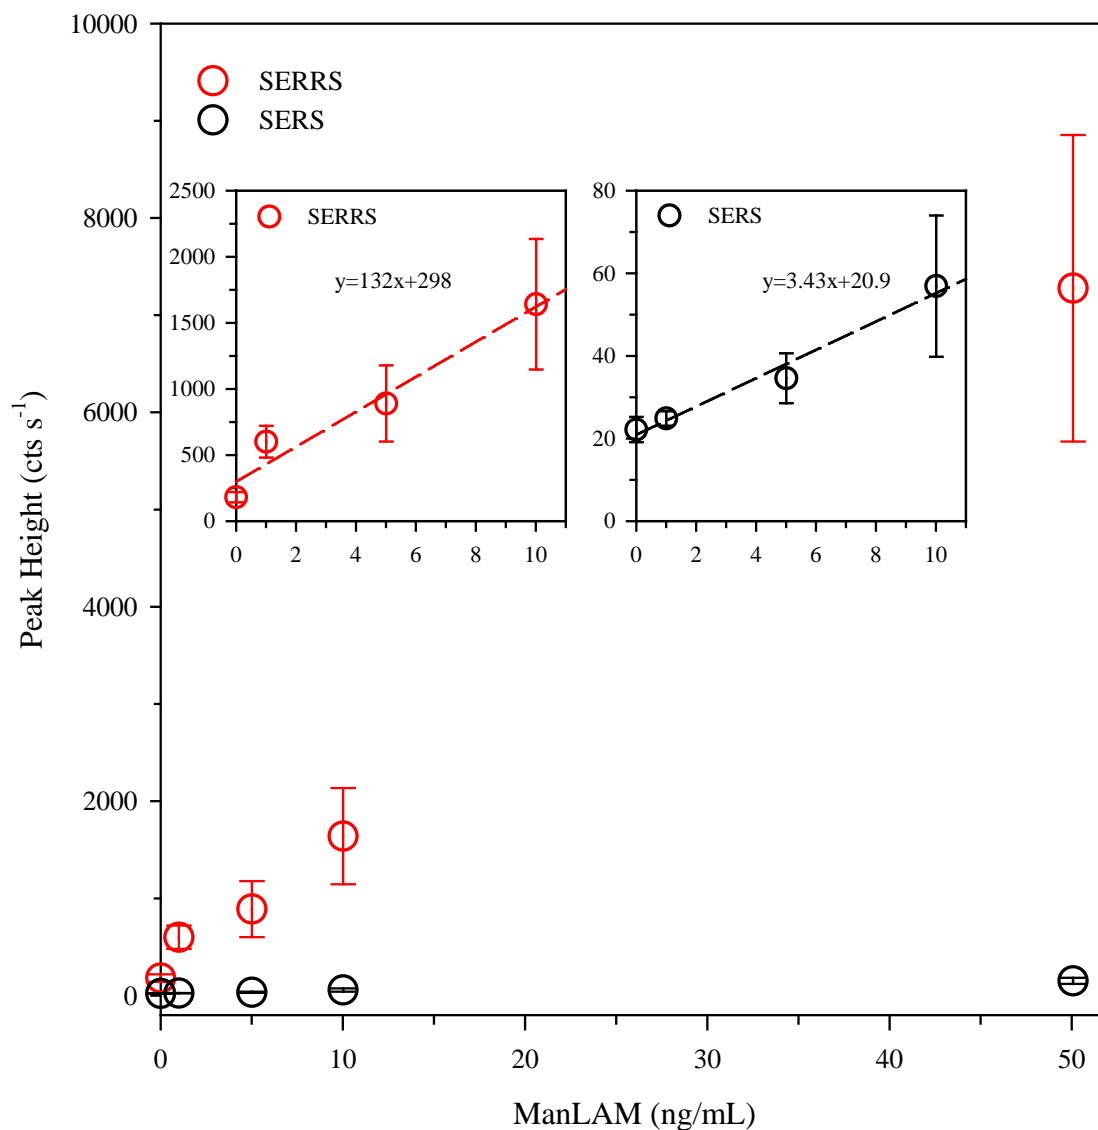 10000
8000
6000
4000
2000
0
Peak Height (cts s⁻¹)
SERRS
SERS
2500
2000
1500
1000
500
0
SERRS
y=132x+298
0 2 4 6 8 10
80
60
40
20
0
SERS
y=3.43x+20.9
0 2 4 6 8 10
0 10 20 30 40 50
ManLAM (ng/mL)